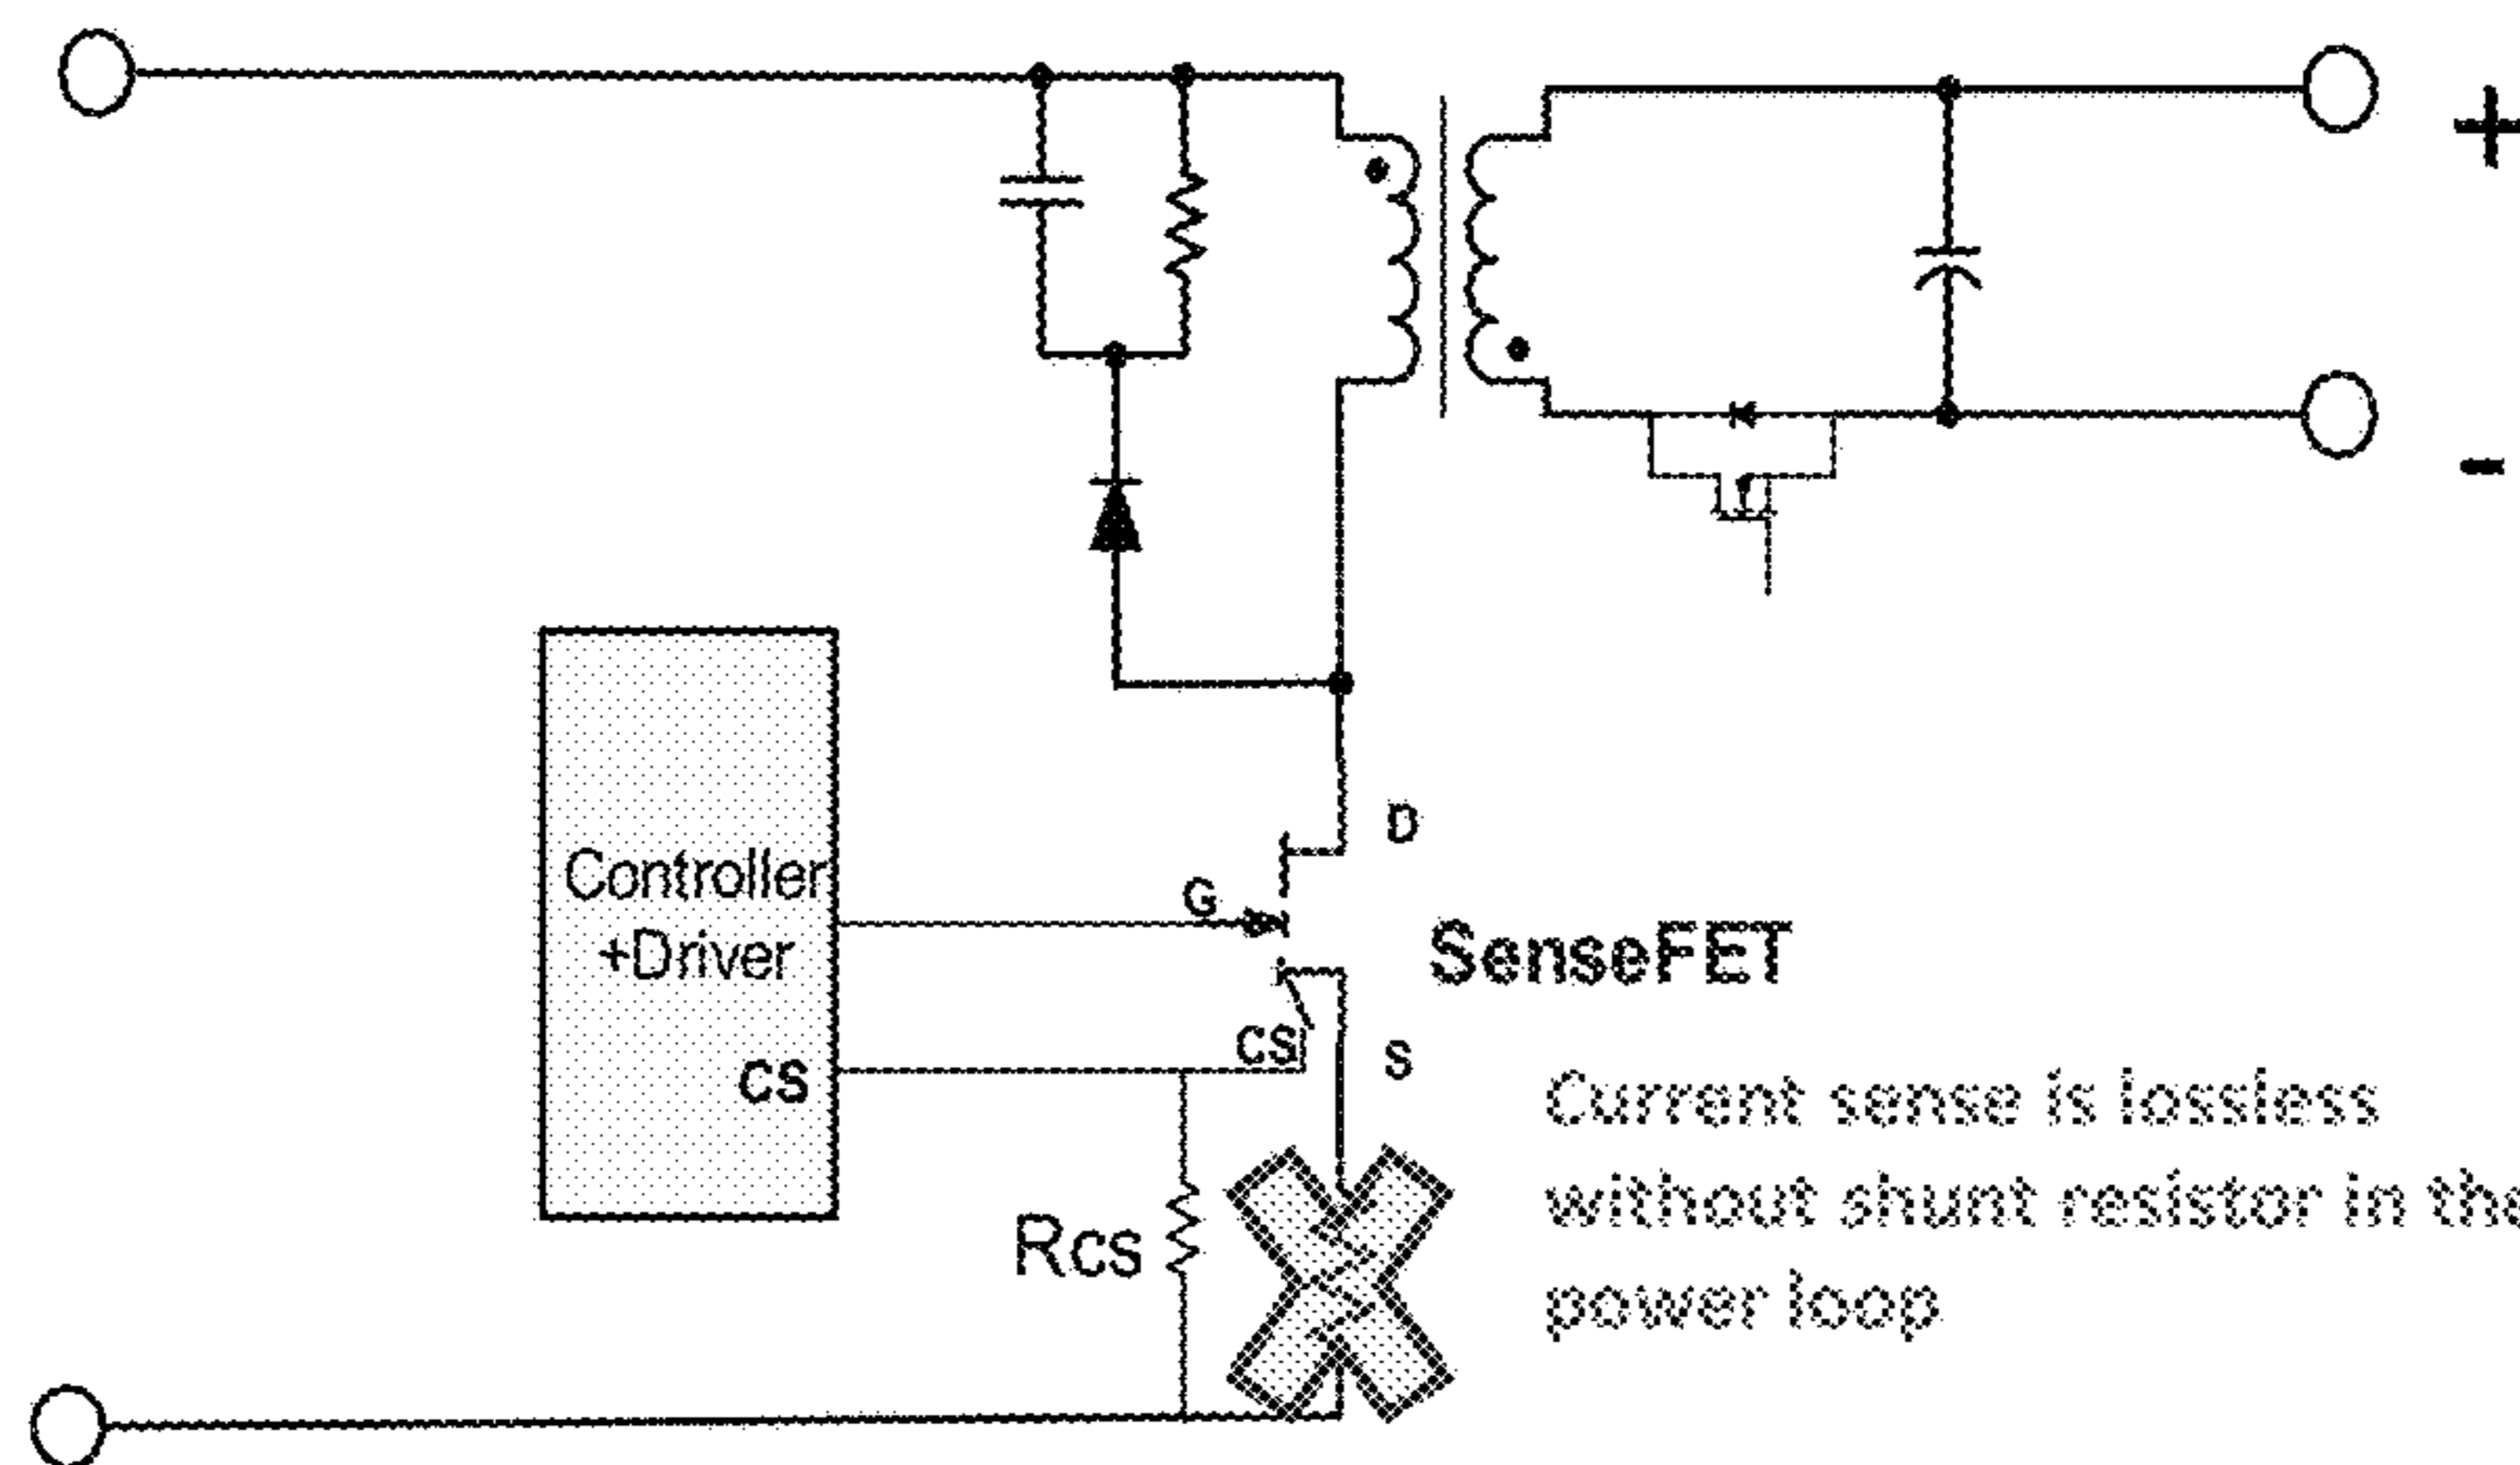 +
-
D
Controller
G
+Driver
SenseFET
CS
S
CS
Current sense is lossless
without shunt resistor in the
Rcs
power loop